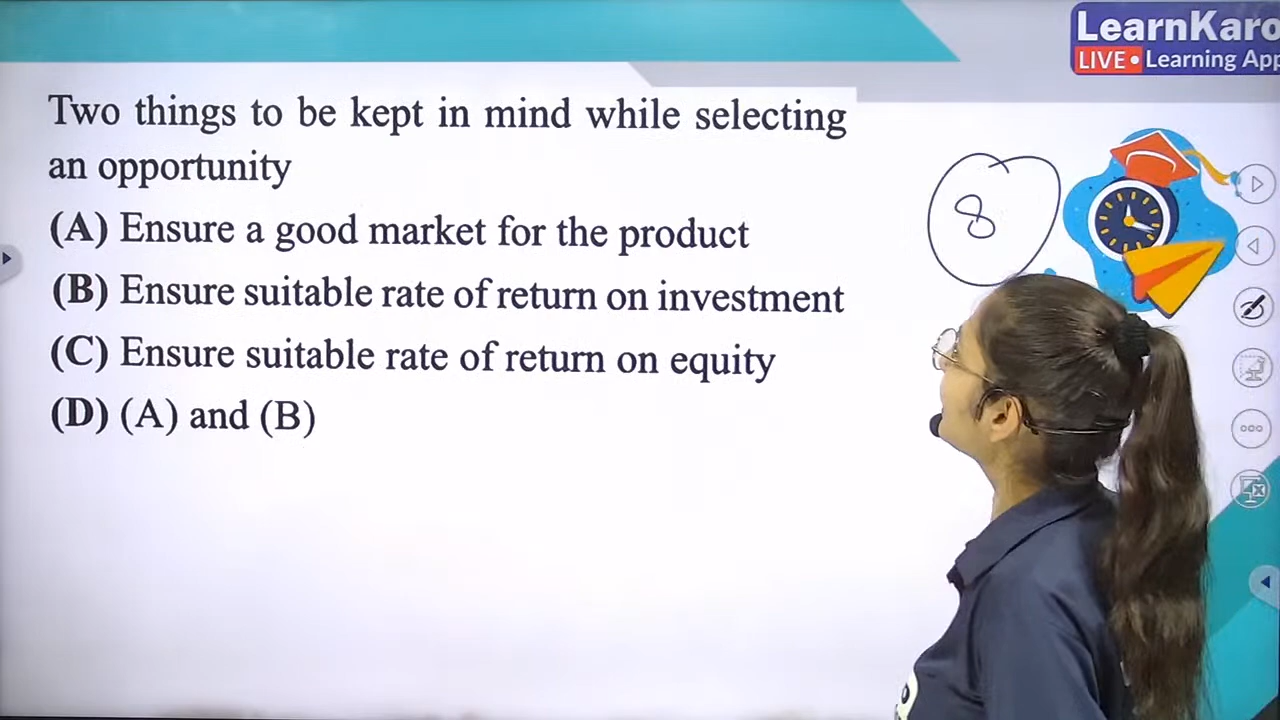 LearnKaro
LIVE • Learning App
Two things to be kept in mind while selecting
an opportunity
(A) Ensure a good market for the product
(B) Ensure suitable rate of return on investment
(C) Ensure suitable rate of return on equity
(D) (A) and (B)
8